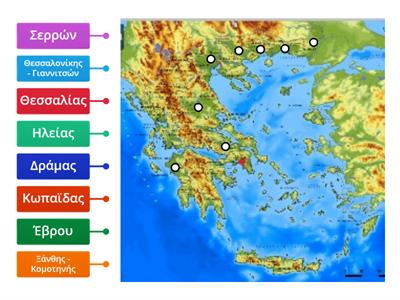 Σερρών
Θεσσαλονίκης
- Γιαννιτσών
Θεσσαλίας
Ηλείας
Δράμας
Κωπαΐδας
Έβρου
Ξάνθης -
Κομοτηνής